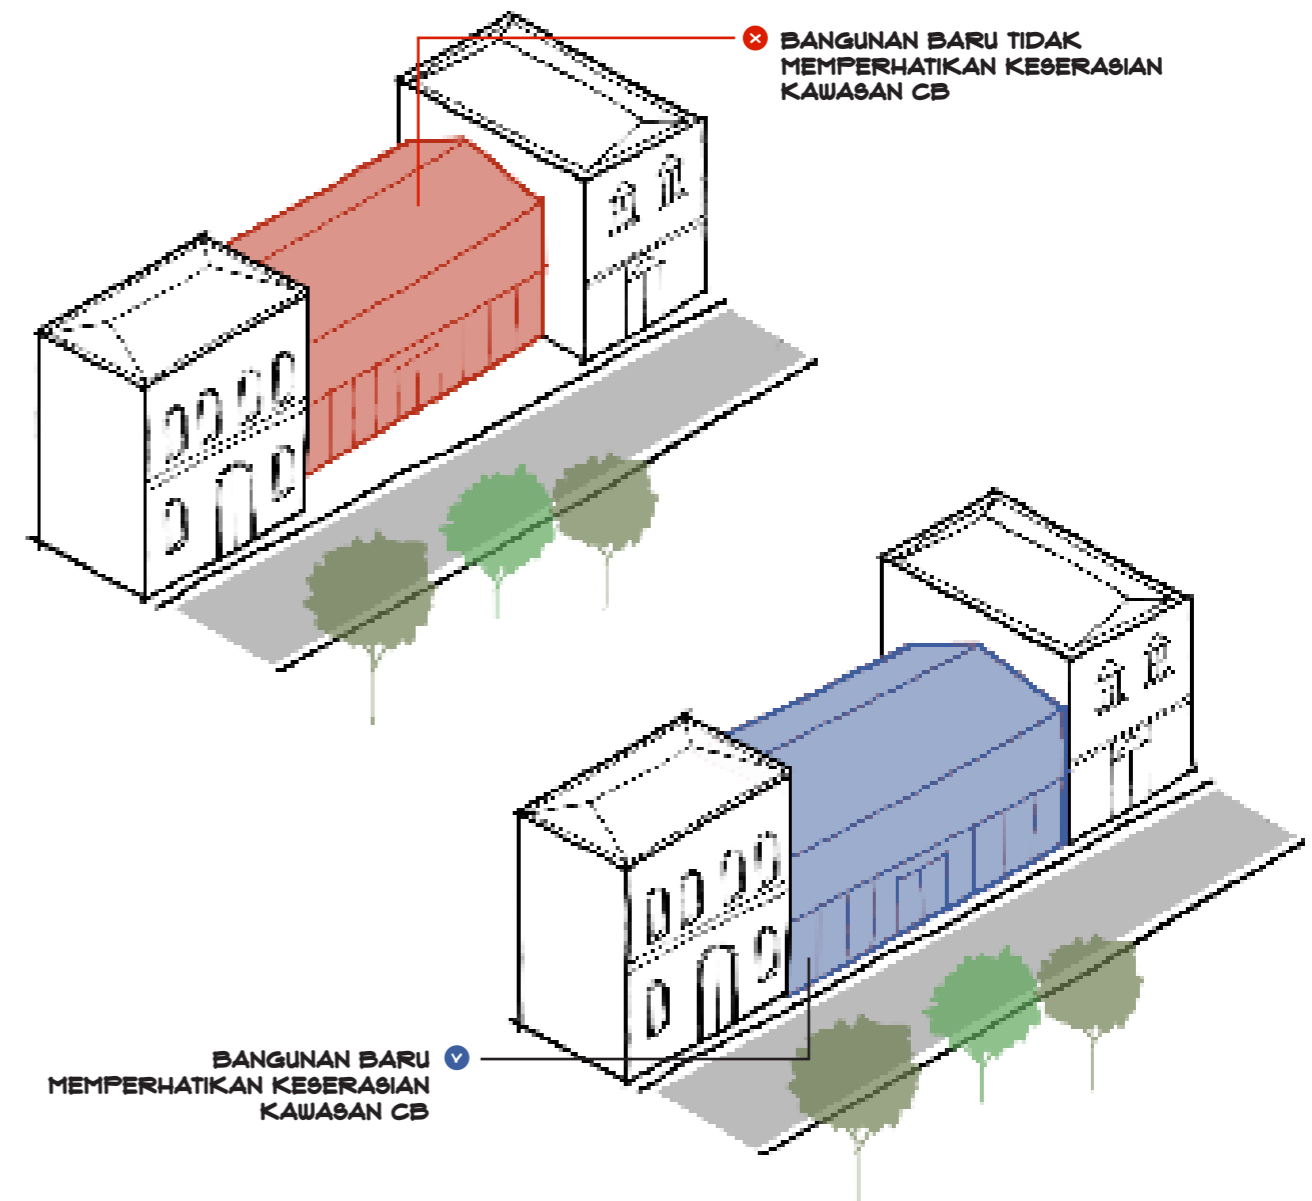 BANGUNAN BARU TIDAK
MEMPERHATIKAN KESERASIAN
KAWASAN CB
BANGUNAN BARU
MEMPERHATIKAN KESERASIAN
KAWASAN CB